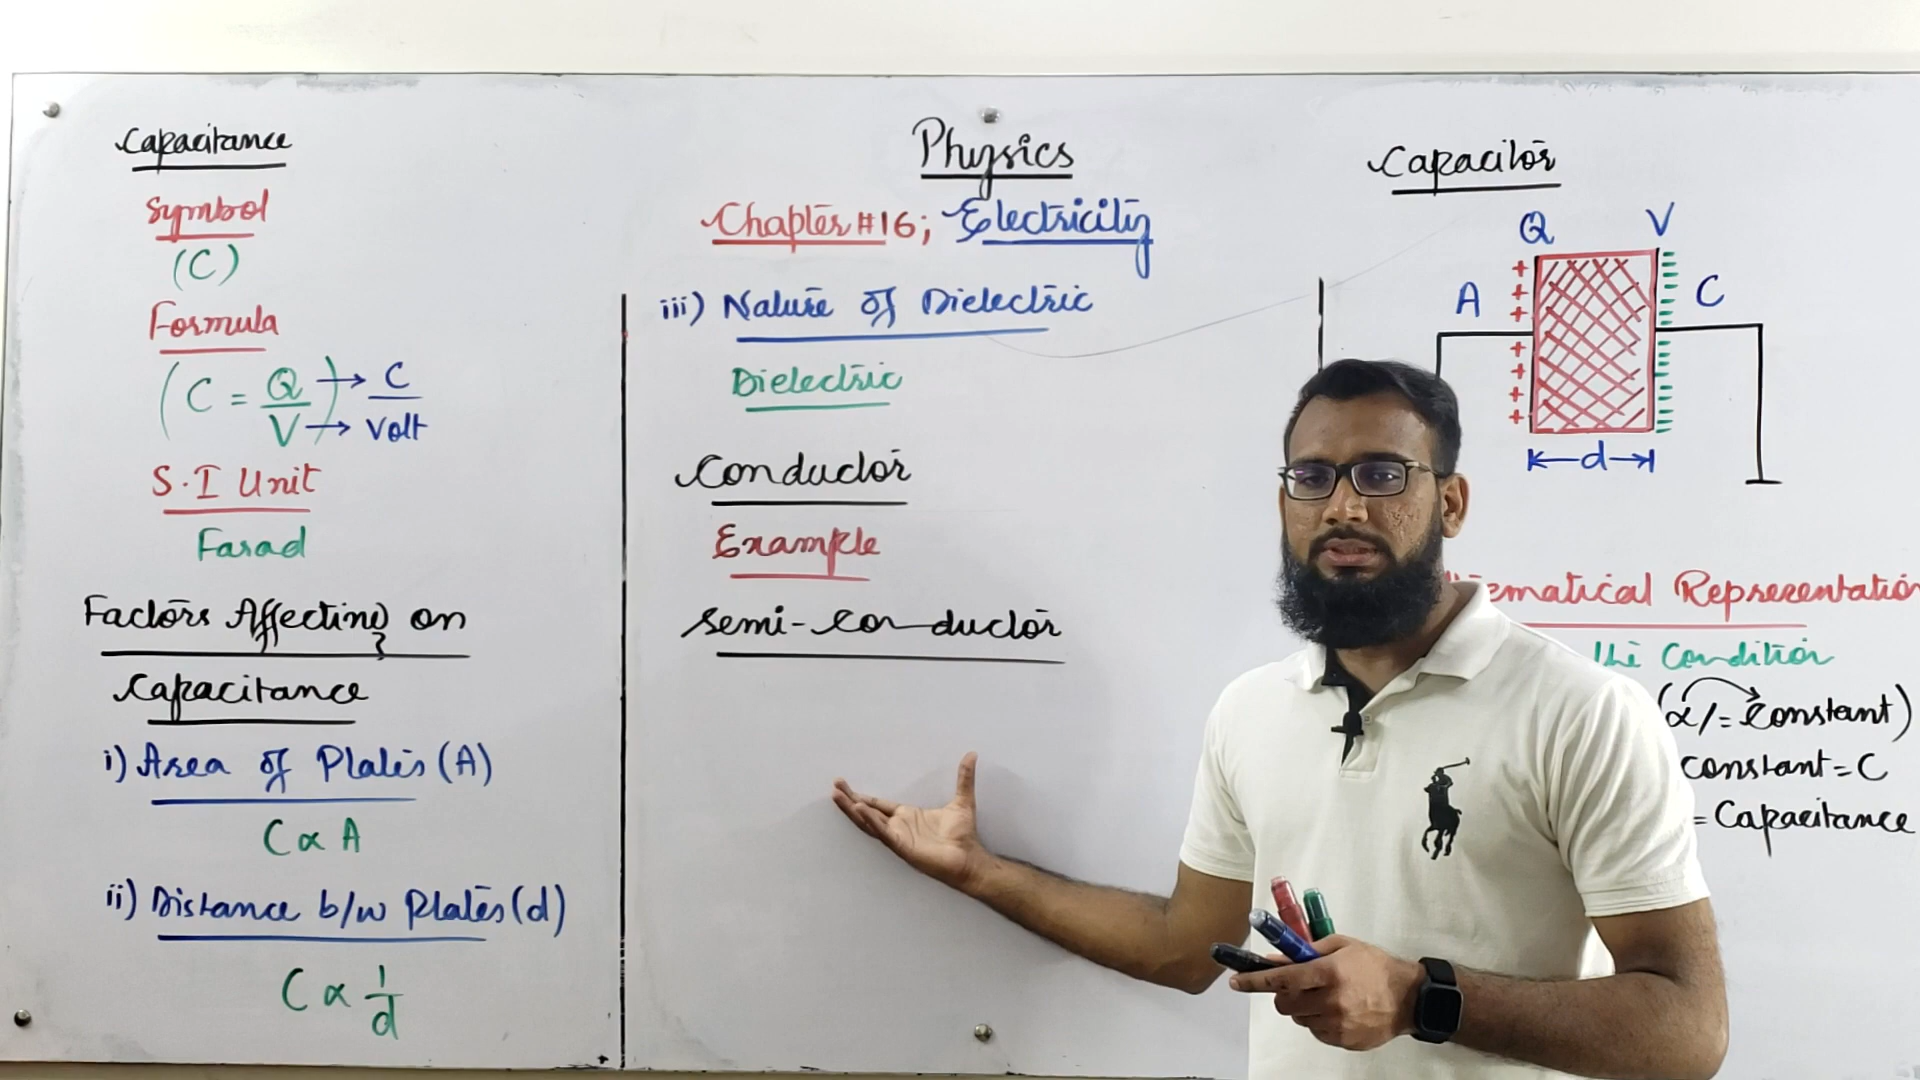 Capacitance
Symbol
(C)
Formula
(C = Q/V) → C
→ Volt
S.I Unit
Farad
Factors Affecting on
Capacitance
i) Area of Plates (A)
C ∝ A
ii) Distance b/w Plates (d)
C ∝ 1/d
Physics
Chapter #16; Electricity
iii) Nature of Dielectric
Dielectric
Conductor
Example
Semi-conductor
Capacitor
Q V
+
+
+
A C
+
+
+
+
d
Representation
the Condition
(∝/= Constant)
constant = C
= Capacitance